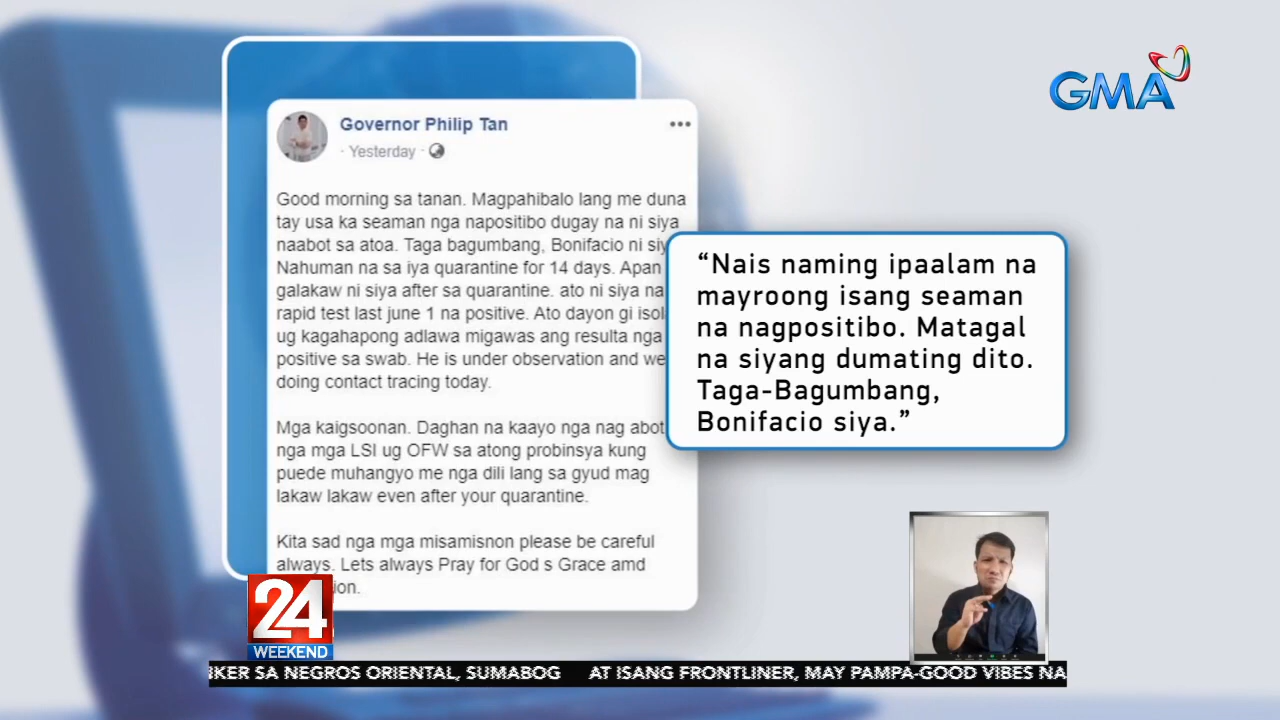 GMA
Governor Philip Tan
· Yesterday ·
Good morning sa tanan. Magpahibalo lang me duna
tay usa ka seaman nga napositibo dugay na ni siya
naabot sa atoa. Taga bagumbang, Bonifacio ni
Nahuman na sa iya quarantine for 14 days. Apan
galakaw ni siya after sa quarantine. ato ni siya na
rapid test last june 1 na positive. Ato dayon gi
ug kagahapong adlawa migawas ang resulta nga
positive sa swab. He is under observation and we
doing contact tracing today.
Mga kaigsoonan. Daghan na kaayo nga nag abot
nga mga LSI ug OFW sa atong probinsya kung
puede muhangyo me nga dili lang sa gyud mag
lakaw lakaw even after your quarantine.
Kita sad nga mga misamisnon please be careful
always. Lets always Pray for God s Grace amd
“Nais naming ipaalam na
mayroong isang seaman
na nagpositibo. Matagal
na siyang dumating dito.
Taga-Bagumbang,
Bonifacio siya.”
24
WEEKEND
SA NEGROS ORIENTAL, SUMABOG AT ISANG FRONTLINER, MAY PAMPA-GOOD VIBES NA